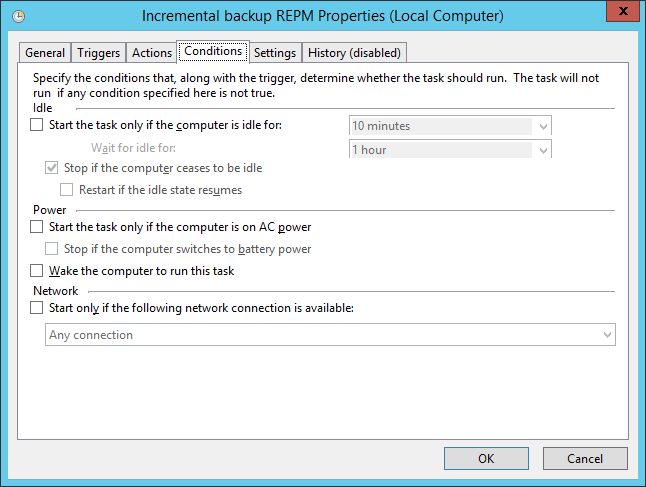 Incremental backup REPM Properties (Local Computer)
x
General Triggers Actions Conditions Settings History (disabled)
Specify the conditions that, along with the trigger, determine whether the task should run. The task will not
run if any condition specified here is not true.
Idle
Start the task only if the computer is idle for: 10 minutes
Wait for idle for: 1 hour
Stop if the computer ceases to be idle
Restart if the idle state resumes
Power
Start the task only if the computer is on AC power
Stop if the computer switches to battery power
Wake the computer to run this task
Network
Start only if the following network connection is available:
Any connection
OK Cancel